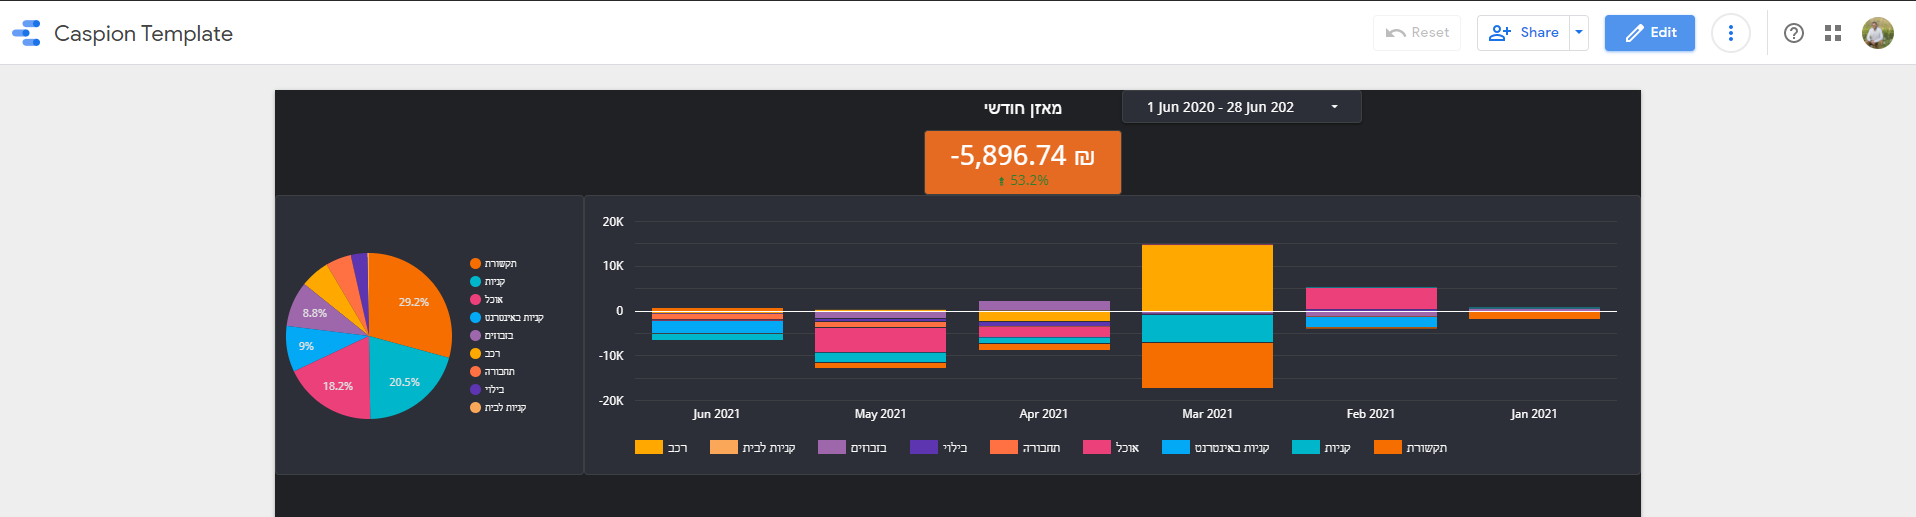 Caspion Template
Reset
Share
Edit
מאזן חודשי
1 Jun 2020 - 28 Jun 202
-5,896.74 ₪
53.2%
29.2%
20.5%
18.2%
9%
8.8%
תקשורת
קניות
אוכל
קניות באינטרנט
בזבוזים
רכב
תחבורה
בילוי
קניות לבית
20K
10K
0
-10K
-20K
Jun 2021 May 2021 Apr 2021 Mar 2021 Feb 2021 Jan 2021
רכב קניות לבית בזבוזים בילוי תחבורה אוכל קניות באינטרנט קניות תקשורת